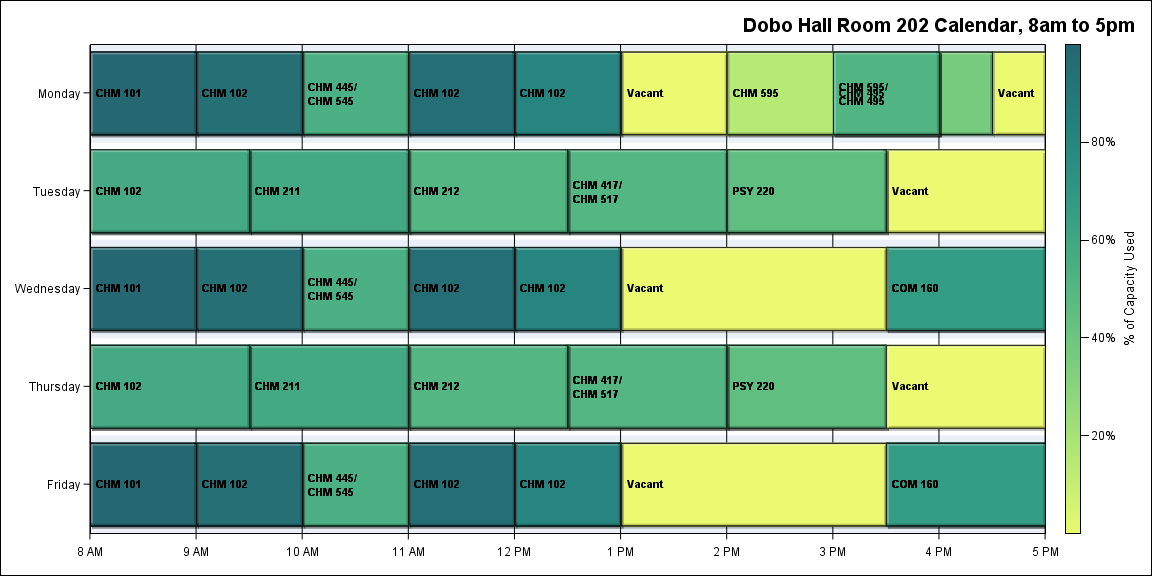 Dobo Hall Room 202 Calendar, 8am to 5pm
Monday
CHM 101
CHM 102
CHM 445/
CHM 545
CHM 102
CHM 102
Vacant
CHM 595
CHM 595/
CHM 495
CHM 495
Vacant
Tuesday
CHM 102
CHM 211
CHM 212
CHM 417/
CHM 517
PSY 220
Vacant
Wednesday
CHM 101
CHM 102
CHM 445/
CHM 545
CHM 102
CHM 102
Vacant
COM 160
Thursday
CHM 102
CHM 211
CHM 212
CHM 417/
CHM 517
PSY 220
Vacant
Friday
CHM 101
CHM 102
CHM 445/
CHM 545
CHM 102
CHM 102
Vacant
COM 160
8 AM
9 AM
10 AM
11 AM
12 PM
1 PM
2 PM
3 PM
4 PM
5 PM
80%
60%
40%
20%
% of Capacity Used